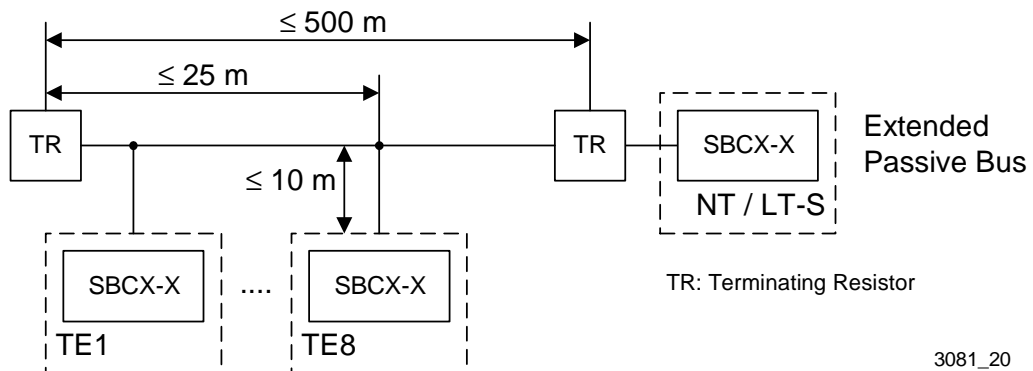 ≤ 500 m
≤ 25 m
TR
TR
SBCX-X
Extended
Passive Bus
≤ 10 m
NT / LT-S
SBCX-X
....
SBCX-X
TR: Terminating Resistor
TE1
TE8
3081_20